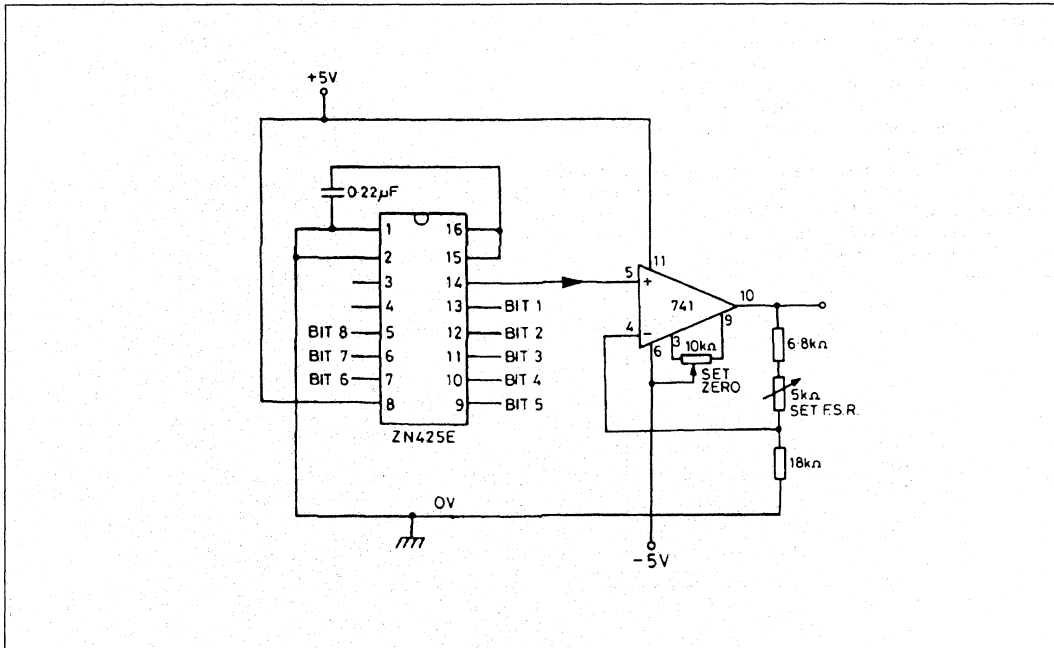 +5V
0·22µF
1 16
2 15
3 14
4 13 BIT 1
BIT 8 5 12 BIT 2
BIT 7 6 11 BIT 3
BIT 6 7 10 BIT 4
8 9 BIT 5
ZN425E
5 + 11
741 10
4 − 9
3
6 10kΩ
SET
ZERO
6·8kΩ
5kΩ
SET F.S.R.
18kΩ
0V
−5V